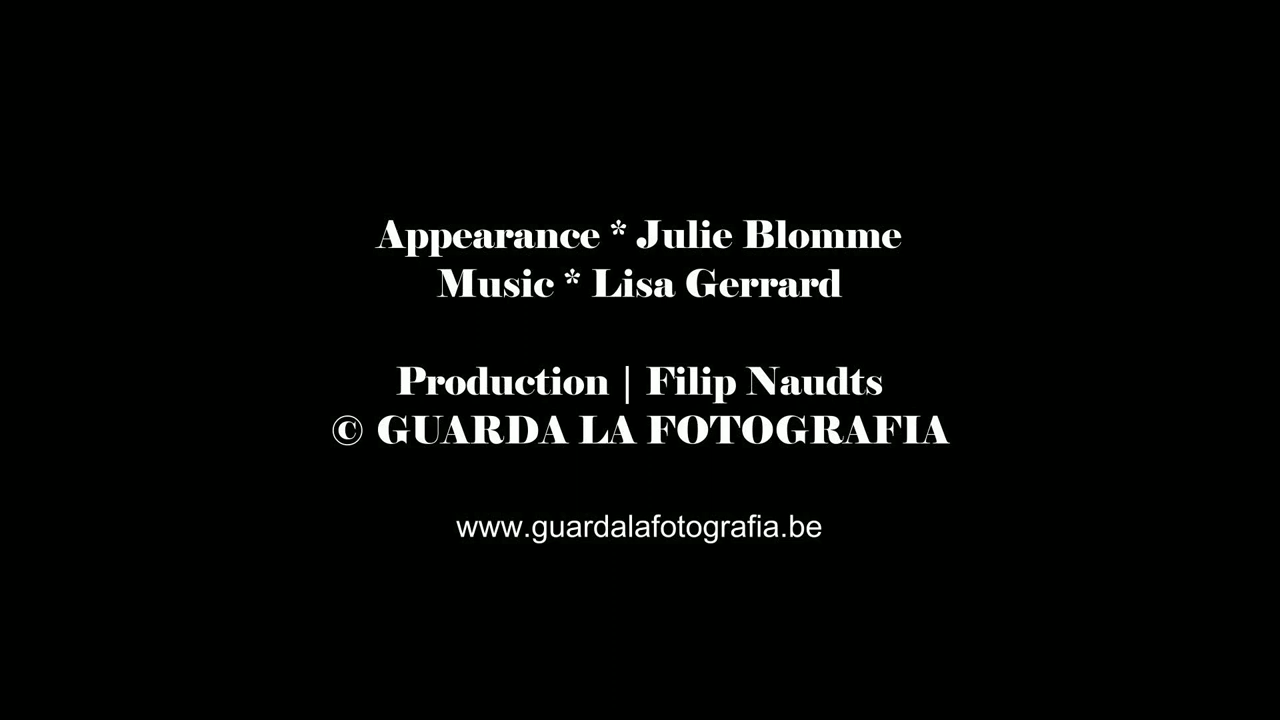 Appearance * Julie Blomme
Music * Lisa Gerrard
Production | Filip Naudts
© GUARDA LA FOTOGRAFIA
www.guardalafotografia.be